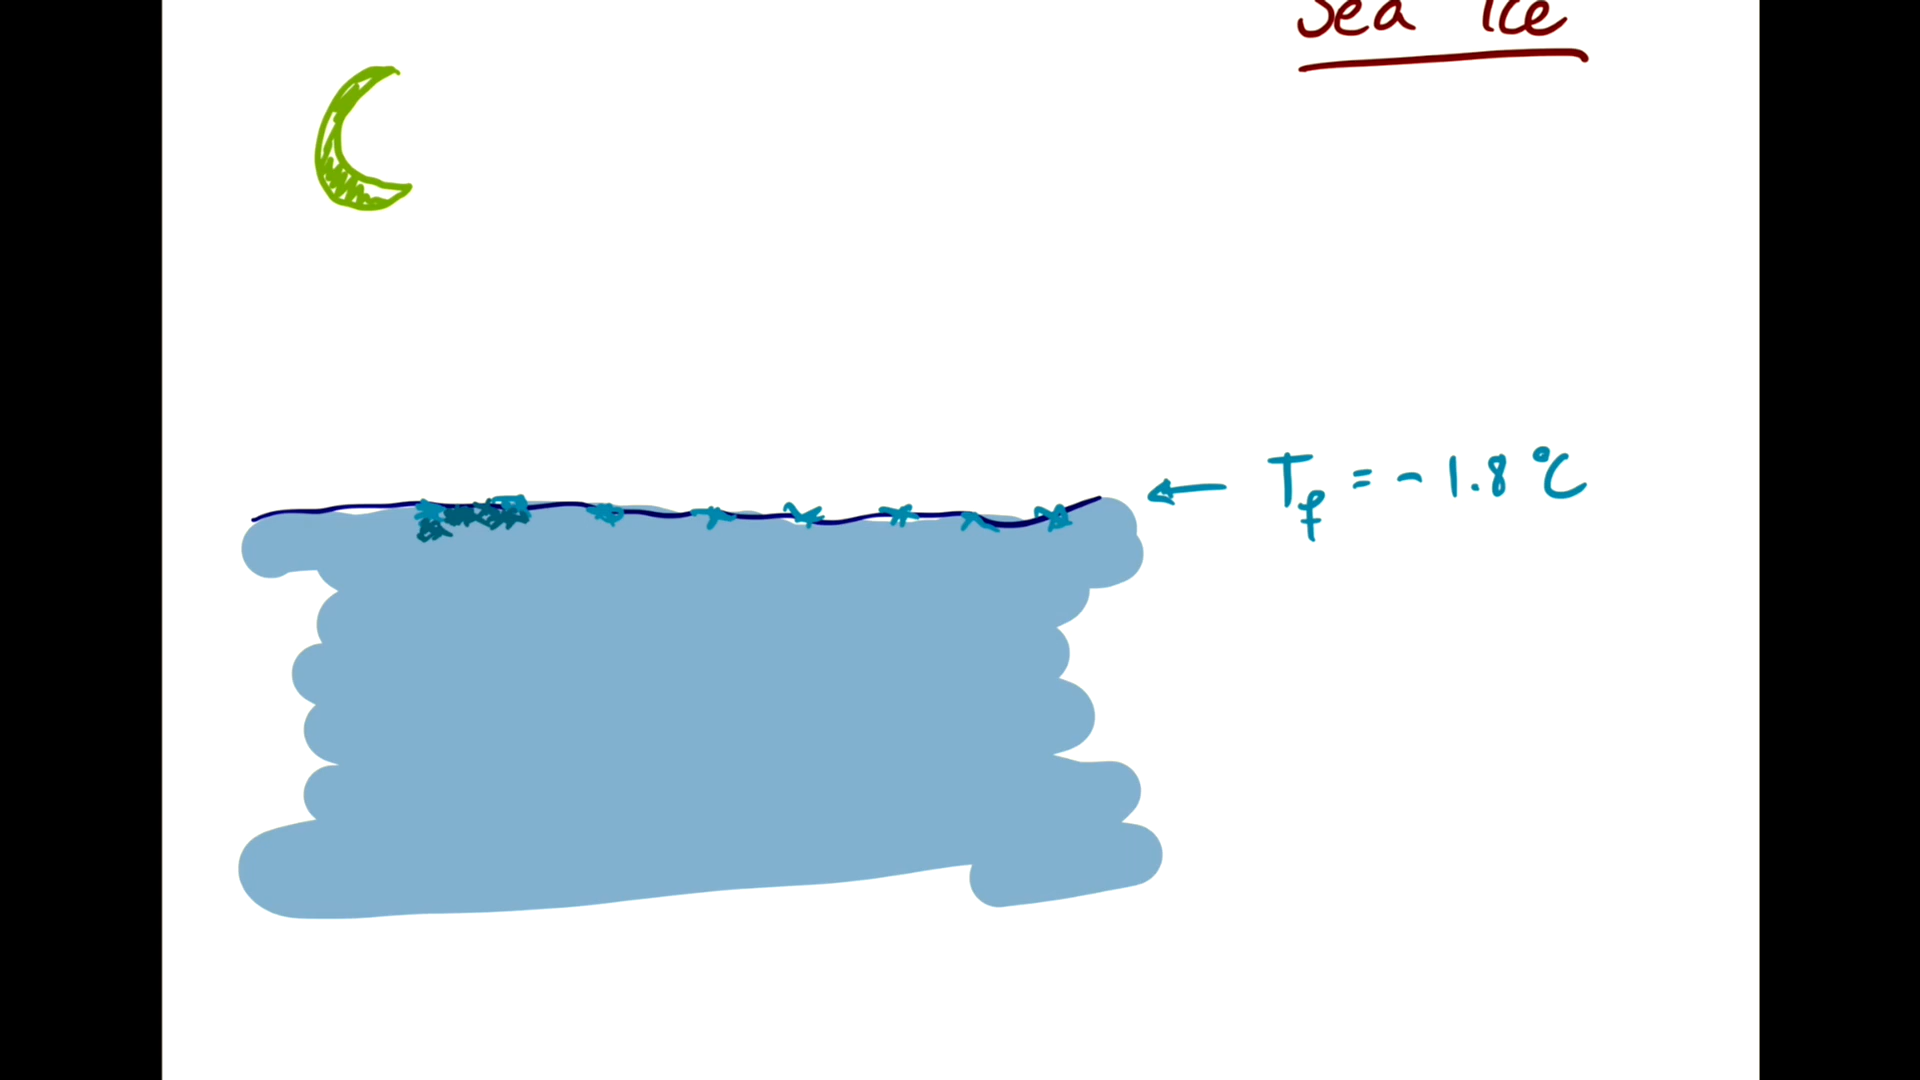 Sea Ice
← T_f = - 1.8 °C